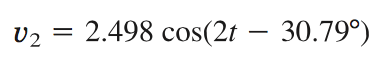 v₂ = 2.498 cos(2t − 30.79°)